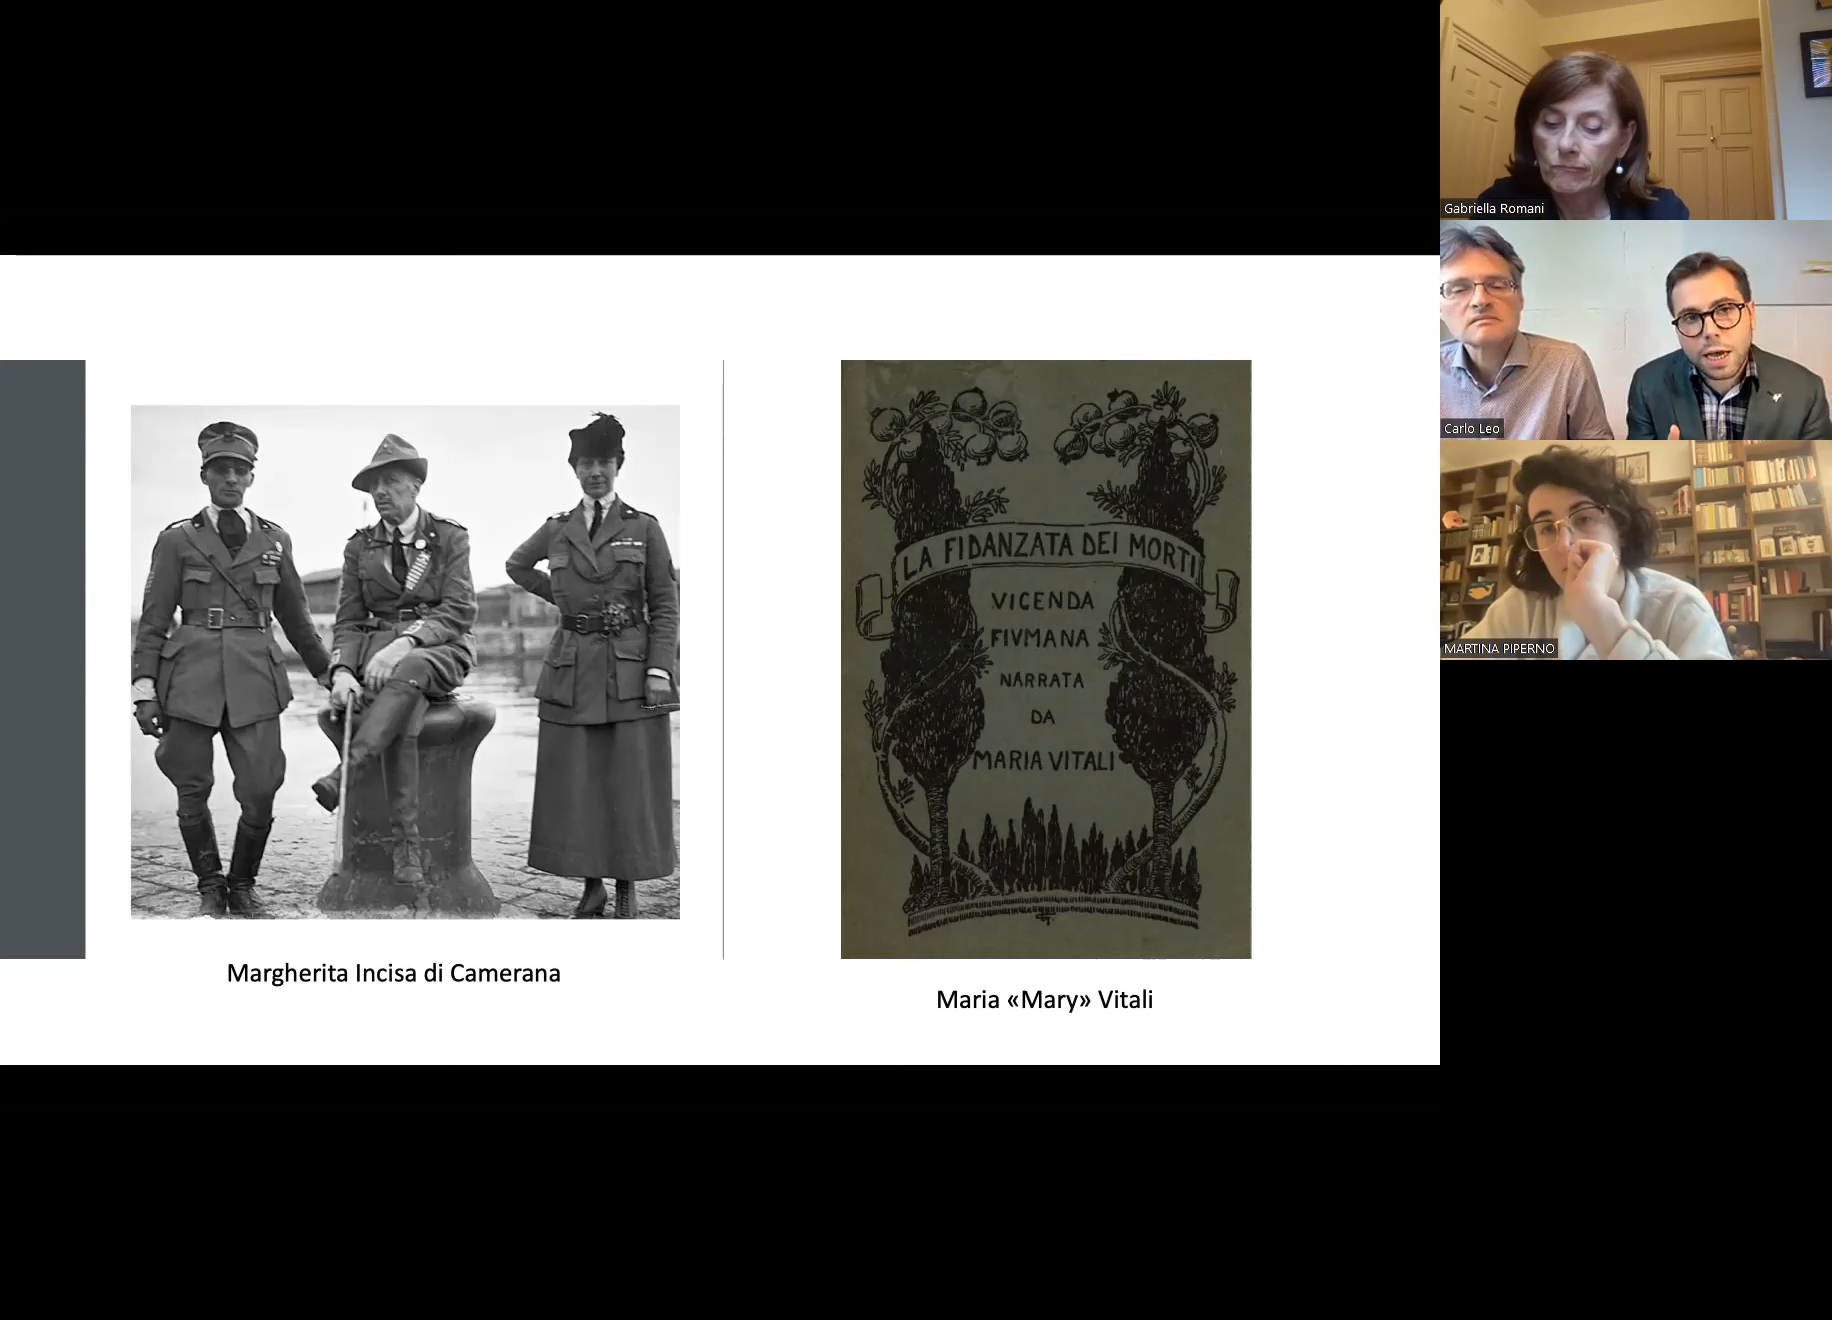 LA FIDANZATA DEI MORTI
VICENDA
FIVMANA
NARRATA
DA
MARIA VITALI
Margherita Incisa di Camerana
Maria «Mary» Vitali
Gabriella Romani
Carlo Leo
MARTINA PIPERNO